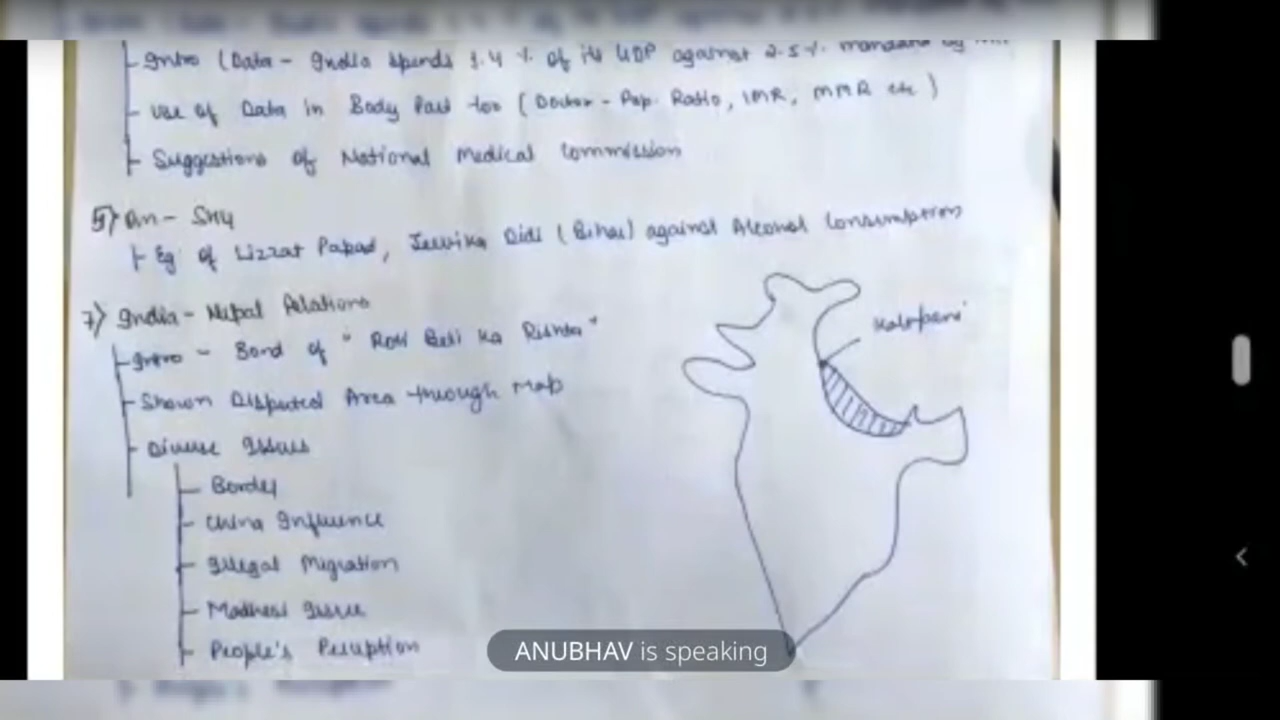 Intro (Data - India spends 1.4 % of its GDP against 2.5 % mandate by
Use of Data in Body Part too (Doctor - Pop. Ratio, IMR, MMR etc)
Suggestions of National Medical Commission
5) Qn - SHG
Eg of Lizzat Papad, Jeevika Didi (Bihar) against Alcohol Consumption
7) India - Nepal Relations
Intro - Bond of "Roti Beti Ka Rishta"
Shown Disputed Area through Map
Kalapani
Diverse Issues
Border
China Influence
Illegal Migration
Madhesi Issue
People's Perception
ANUBHAV is speaking